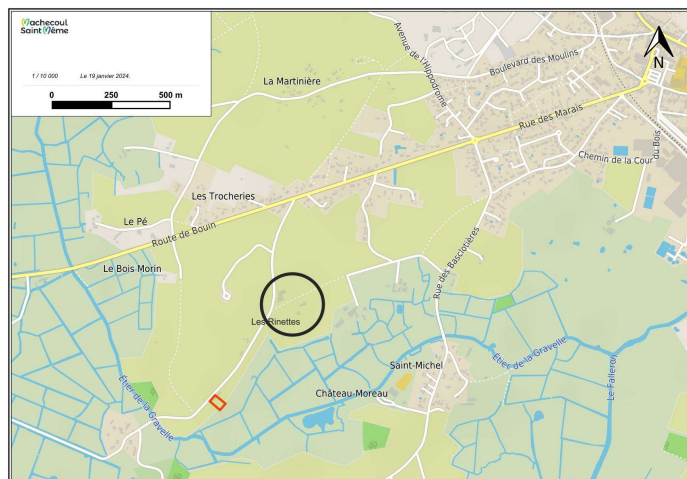 Machecoul
Saint Même
1 / 10 000 Le 19 janvier 2024.
0 250 500 m
N
Avenue de l'Hippodrome
Boulevard des Moulins
La Martinière
Rue des Marais
Chemin de la Cour du Bois
Les Trocheries
Le Pé
Route de Bouin
Rue des Basclotières
Le Bois-Morin
Les Rinettes
Étier de la Gravelle
Le Falleron
Saint-Michel
Château-Moreau
Étier de la Gravelle